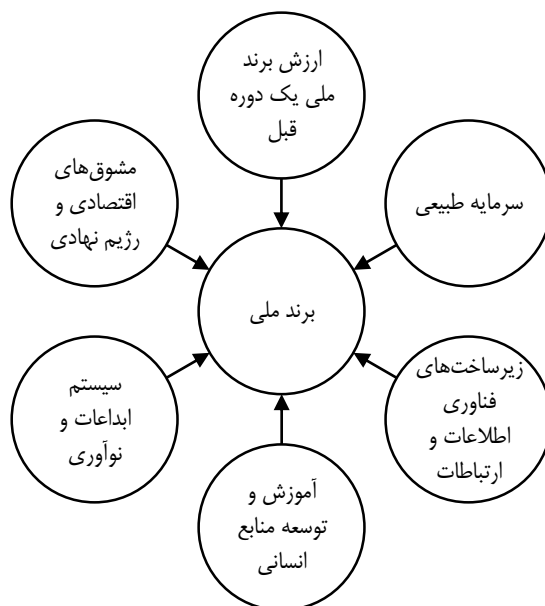 ارزش برند
ملی یک دوره
قبل
سرمایه طبیعی
مشوق‌های
اقتصادی و
رژیم نهادی
برند ملی
زیرساخت‌های
فناوری
اطلاعات و
ارتباطات
سیستم
ابداعات و
نوآوری
آموزش و
توسعه منابع
انسانی